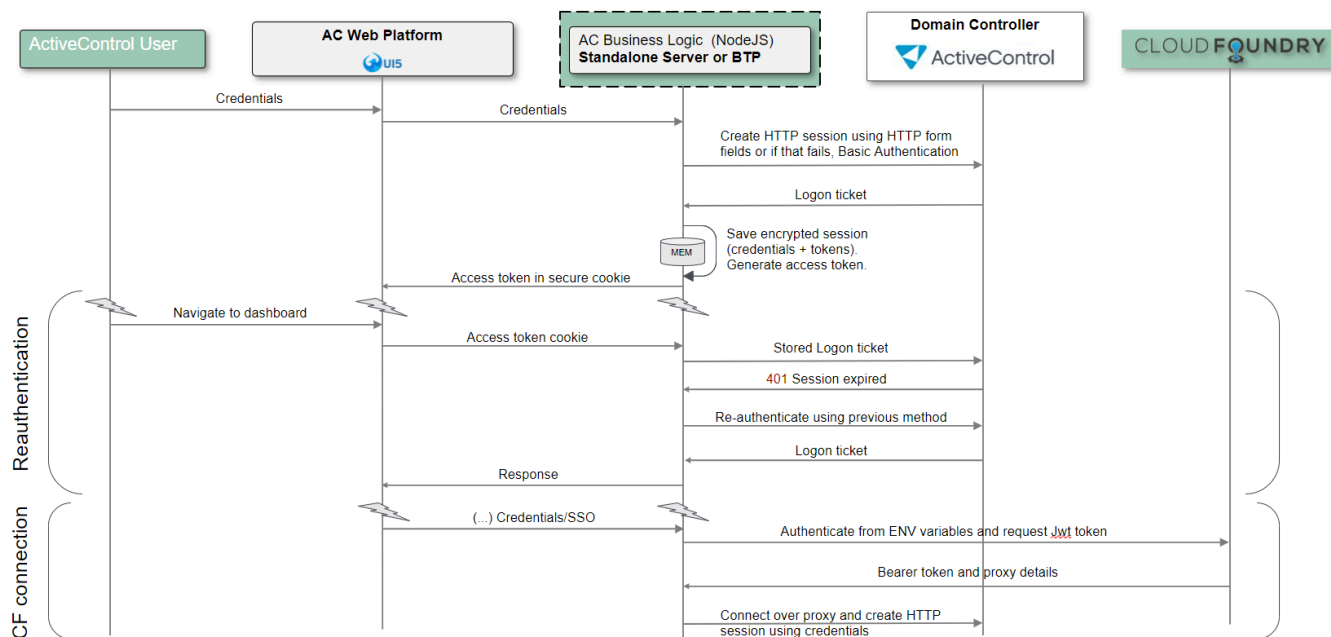 ActiveControl User
AC Web Platform
UI5
AC Business Logic (NodeJS)
Standalone Server or BTP
Domain Controller
ActiveControl
CLOUD FOUNDRY
Credentials
Credentials
Create HTTP session using HTTP form
fields or if that fails, Basic Authentication
Logon ticket
Save encrypted session
(credentials + tokens).
Generate access token.
MEM
Access token in secure cookie
Reauthentication
Navigate to dashboard
Access token cookie
Stored Logon ticket
401 Session expired
Re-authenticate using previous method
Logon ticket
Response
CF connection
(...) Credentials/SSO
Authenticate from ENV variables and request Jwt token
Bearer token and proxy details
Connect over proxy and create HTTP
session using credentials